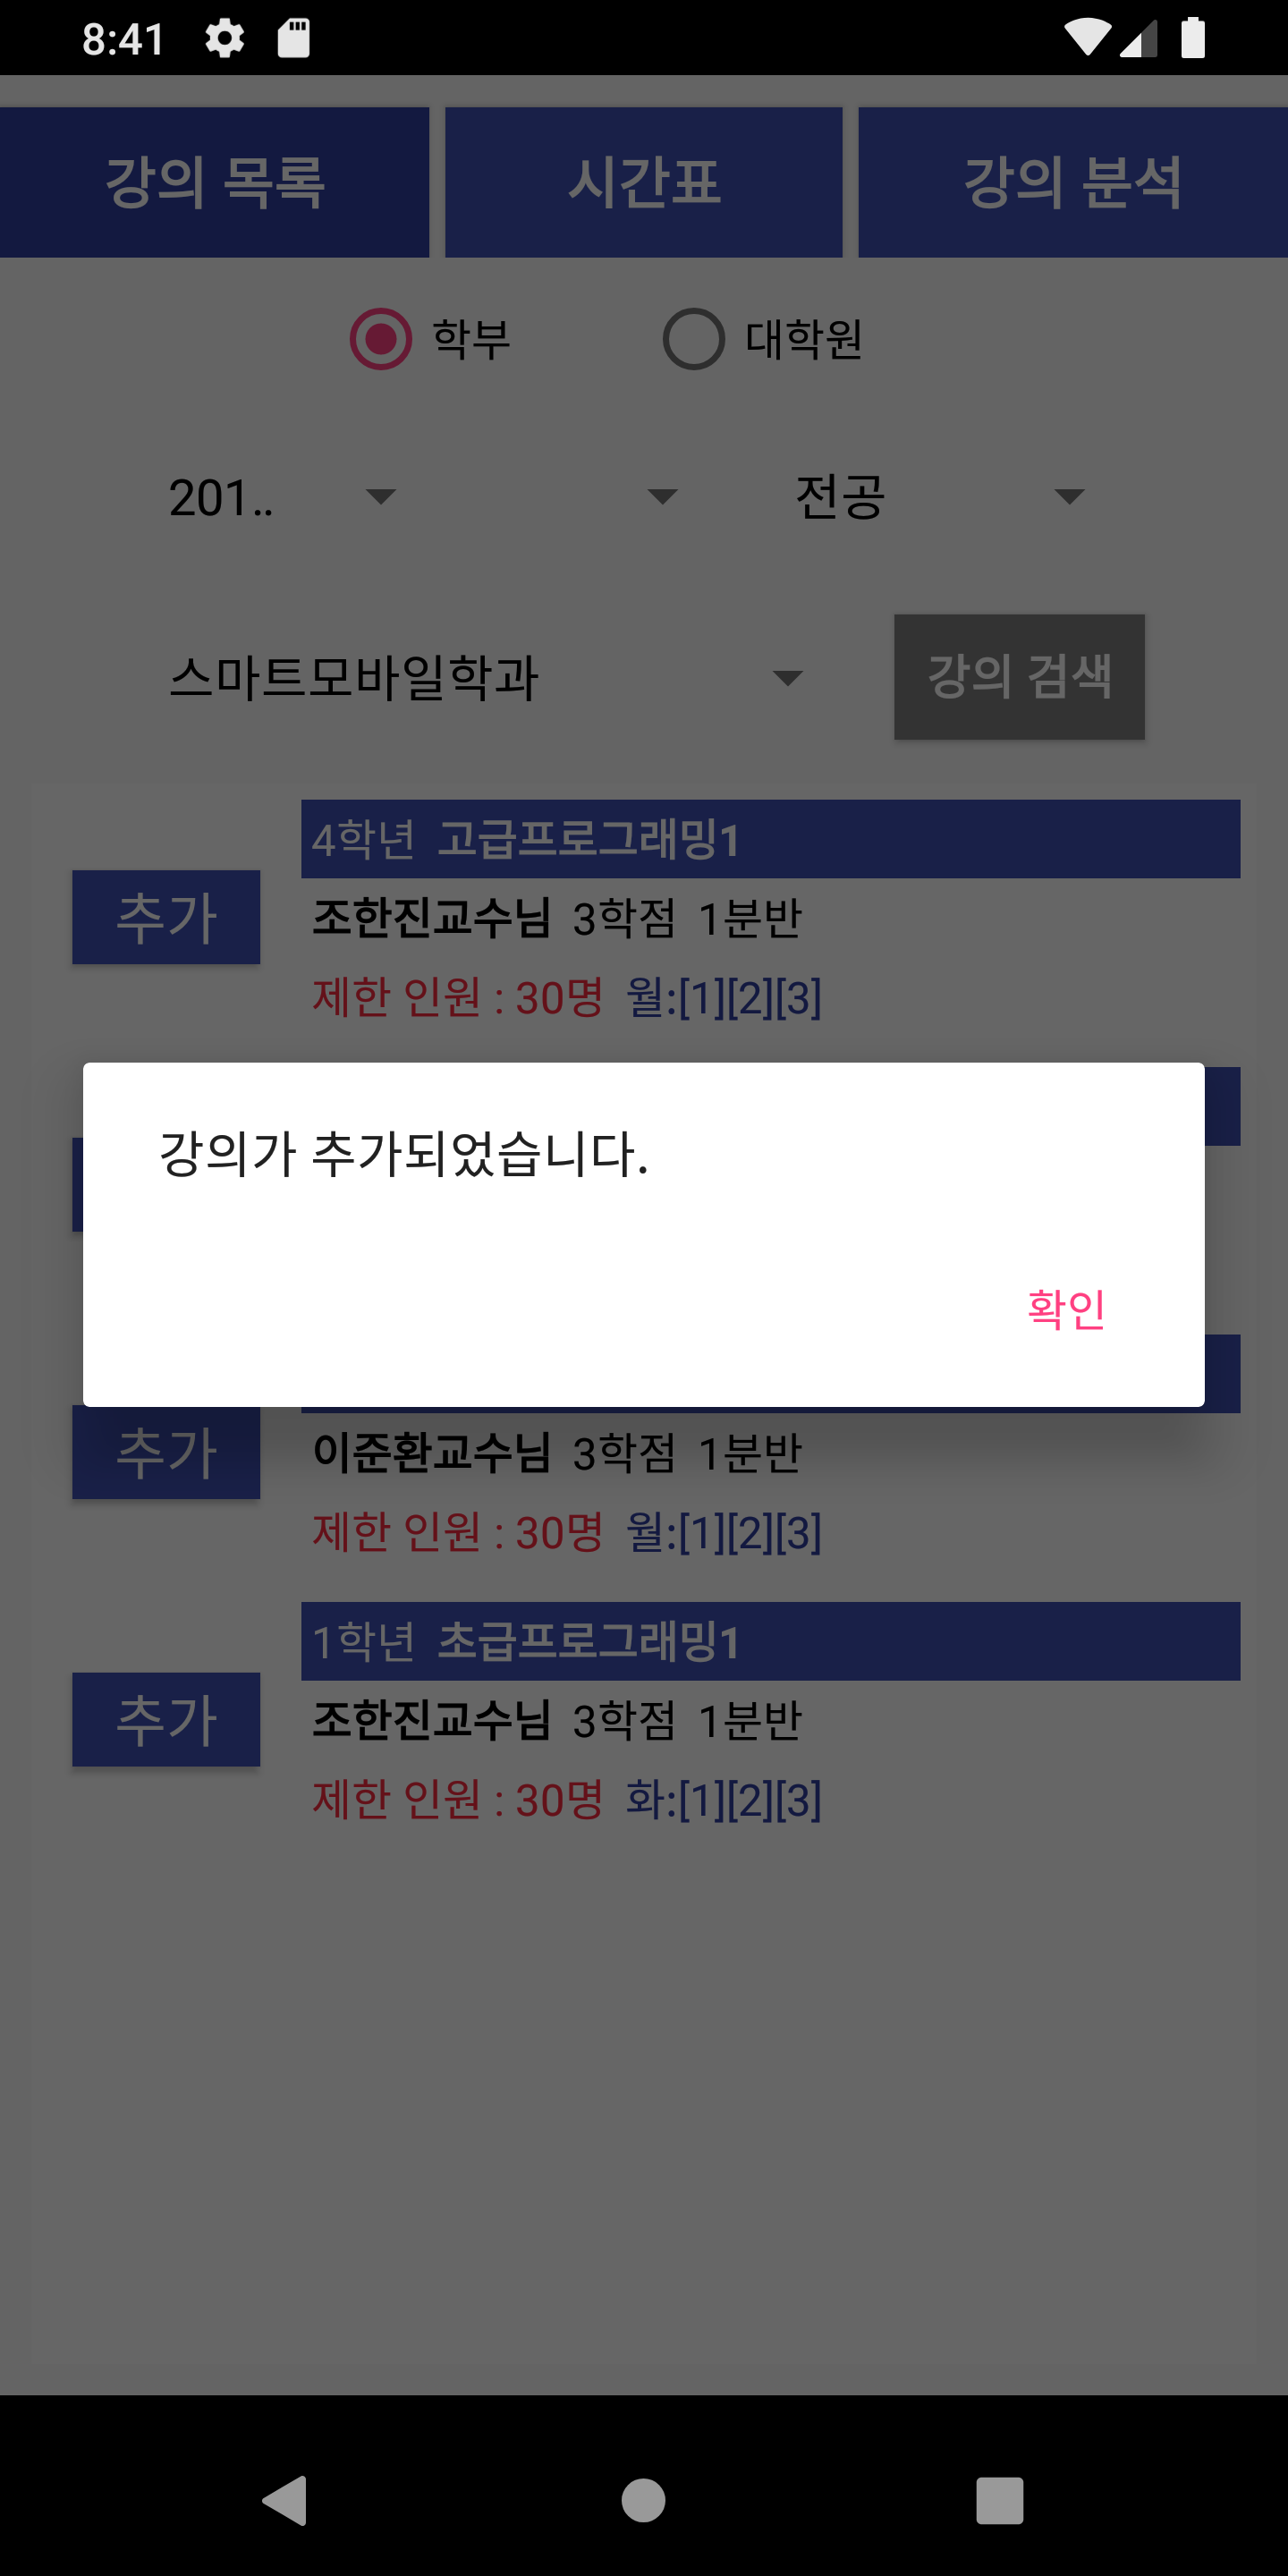 8:41
강의 목록 시간표 강의 분석
학부 대학원
201.. 전공
스마트모바일학과 강의 검색
4학년 고급프로그래밍1
추가 조한진교수님 3학점 1분반
제한 인원 : 30명 월:[1][2][3]
강의가 추가되었습니다.
확인
추가 이준환교수님 3학점 1분반
제한 인원 : 30명 월:[1][2][3]
1학년 초급프로그래밍1
추가 조한진교수님 3학점 1분반
제한 인원 : 30명 화:[1][2][3]